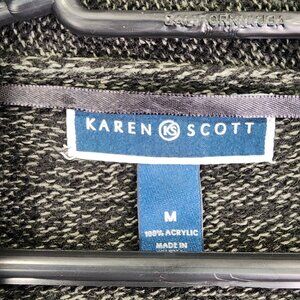 KAREN KS SCOTT
M
100% ACRYLIC
MADE IN